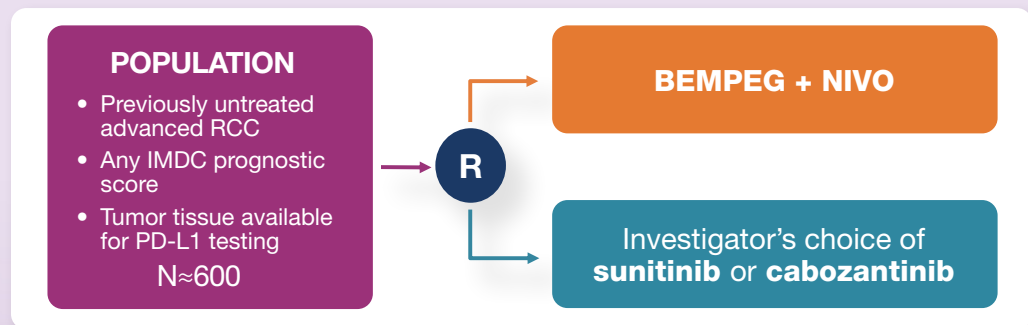 POPULATION
• Previously untreated
advanced RCC
• Any IMDC prognostic
score
• Tumor tissue available
for PD-L1 testing
N≈600
R
BEMPEG + NIVO
Investigator’s choice of
sunitinib or cabozantinib